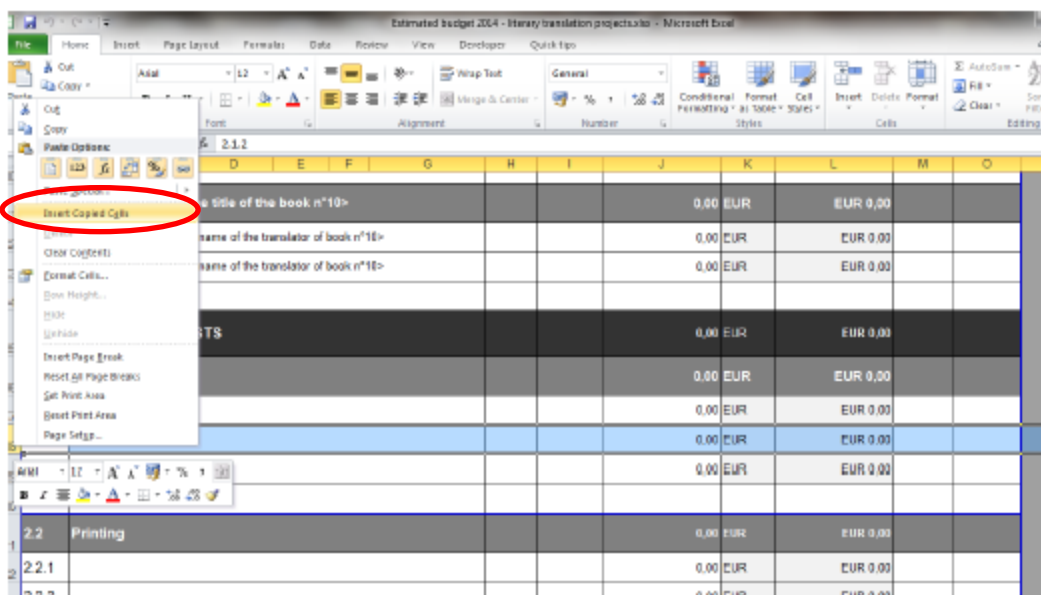 Estimated budget 2014 - literary translation projects.xlsx - Microsoft Excel
File Home Insert Page Layout Formulas Data Review View Developer Quick tips
Cut
Copy
Arial 12 A A Wrap Text General
Merge & Center % Conditional Formatting Format as Table Cell Styles Insert Delete Format
AutoSum
Fill
Clear
Font Alignment Number Styles Cells Editing
2.1.2
D E F G H I J K L M O
Cut
Copy
Paste Options:
123
Insert Copied Cells
Clear Contents
Format Cells...
Row Height...
Hide
Unhide
Insert Page Break
Reset All Page Breaks
Set Print Area
Reset Print Area
Page Setup...
title of the book n°10> 0,00 EUR EUR 0,00
name of the translator of book n°10> 0,00 EUR EUR 0,00
name of the translator of book n°10> 0,00 EUR EUR 0,00
STS 0,00 EUR EUR 0,00
0,00 EUR EUR 0,00
0,00 EUR EUR 0,00
0,00 EUR EUR 0,00
0,00 EUR EUR 0,00
Arial 12 A A %
B I A
2.2 Printing 0,00 EUR EUR 0,00
2.2.1 0,00 EUR EUR 0,00